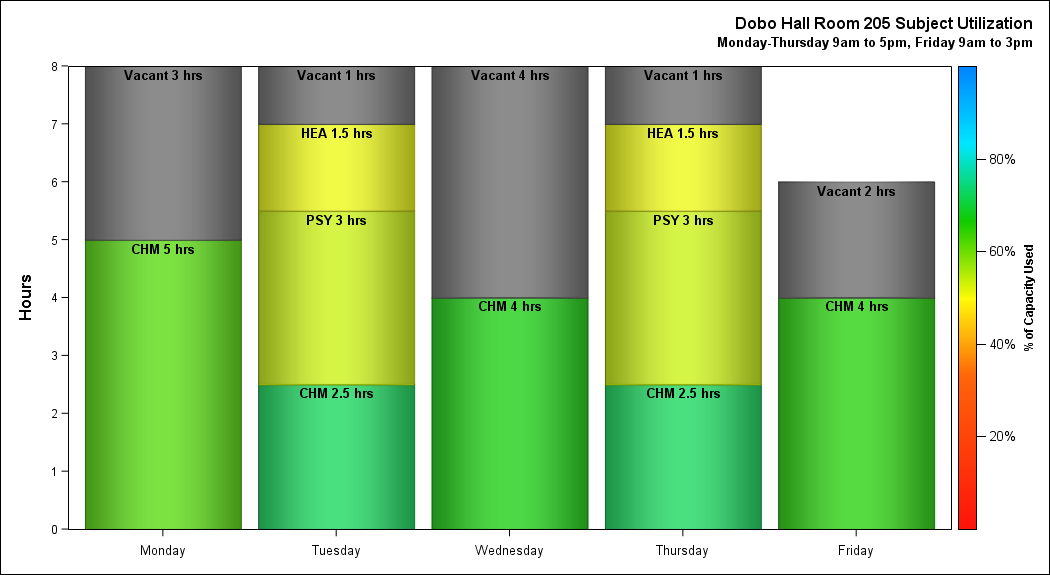 Dobo Hall Room 205 Subject Utilization
Monday-Thursday 9am to 5pm, Friday 9am to 3pm
Hours
8
7
6
5
4
3
2
1
0
Vacant 3 hrs
CHM 5 hrs
Vacant 1 hrs
HEA 1.5 hrs
PSY 3 hrs
CHM 2.5 hrs
Vacant 4 hrs
CHM 4 hrs
Vacant 1 hrs
HEA 1.5 hrs
PSY 3 hrs
CHM 2.5 hrs
Vacant 2 hrs
CHM 4 hrs
Monday
Tuesday
Wednesday
Thursday
Friday
80%
60%
40%
20%
% of Capacity Used